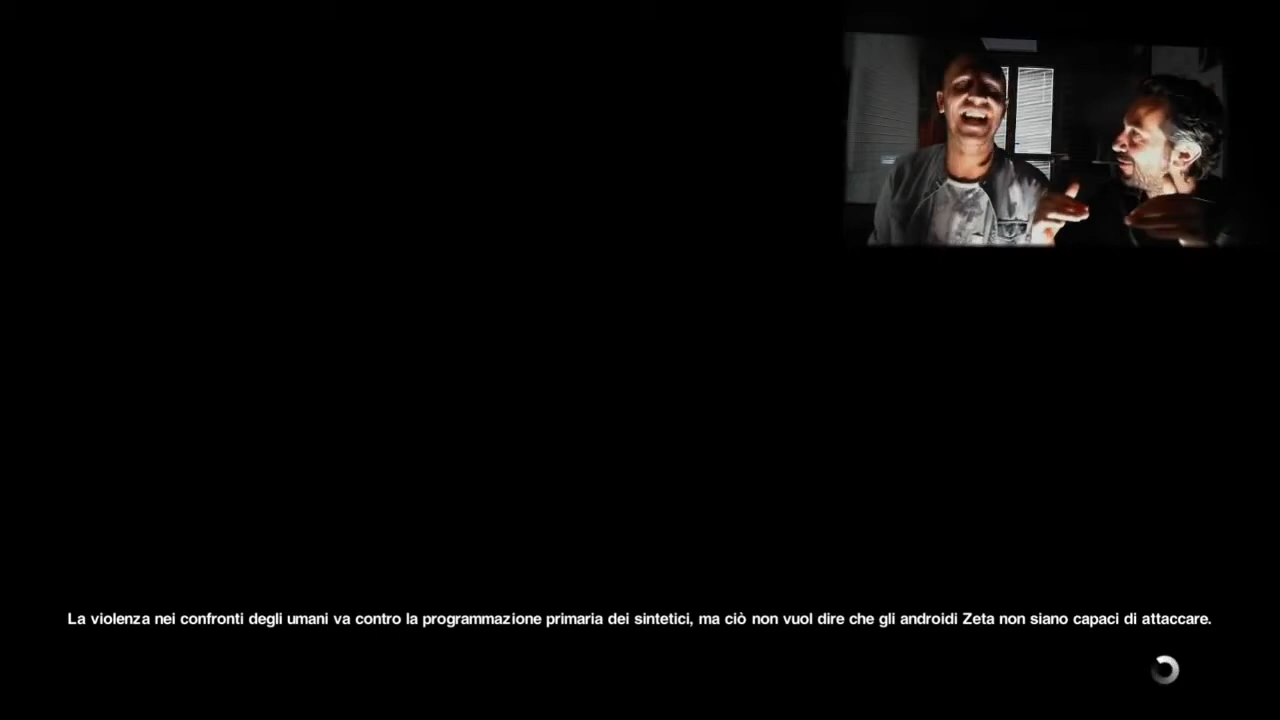 La violenza nei confronti degli umani va contro la programmazione primaria dei sintetici, ma ciò non vuol dire che gli androidi Zeta non siano capaci di attaccare.